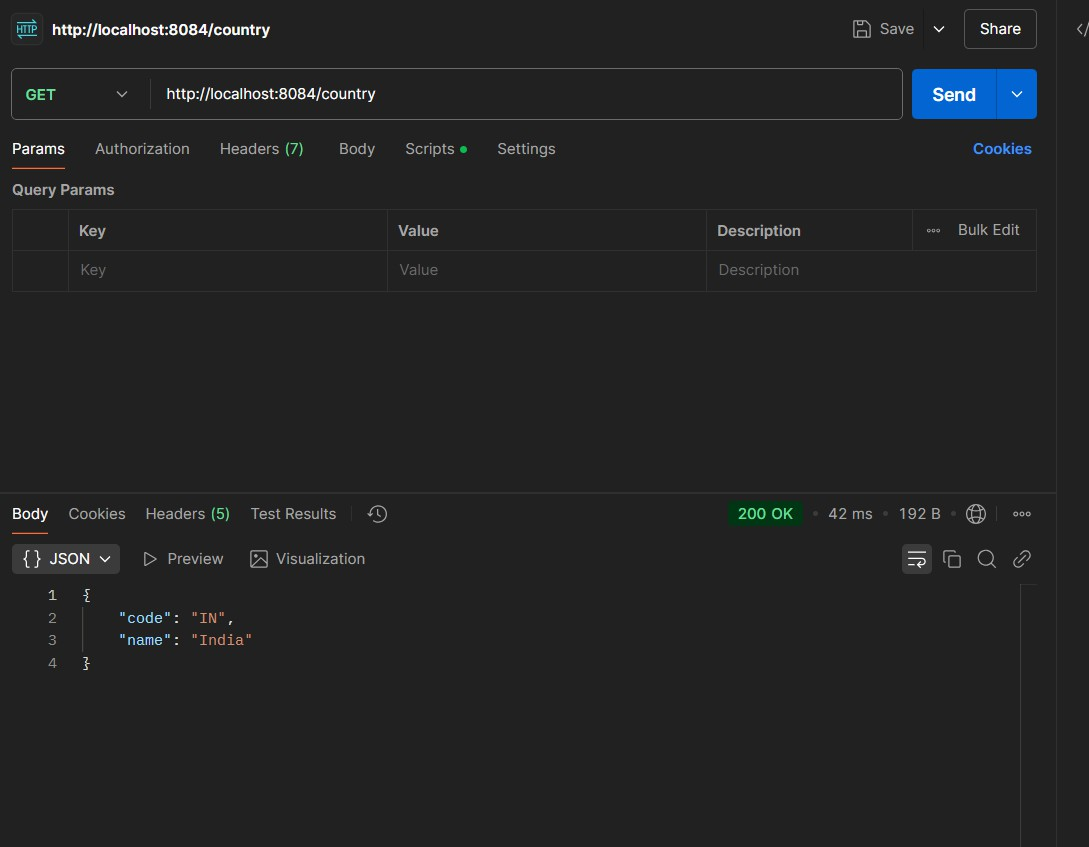 HTTP http://localhost:8084/country Save Share
GET http://localhost:8084/country Send
Params Authorization Headers (7) Body Scripts Settings Cookies
Query Params
Key Value Description Bulk Edit
Key Value Description
Body Cookies Headers (5) Test Results 200 OK 42 ms 192 B
{} JSON Preview Visualization
1 {
2 "code": "IN",
3 "name": "India"
4 }